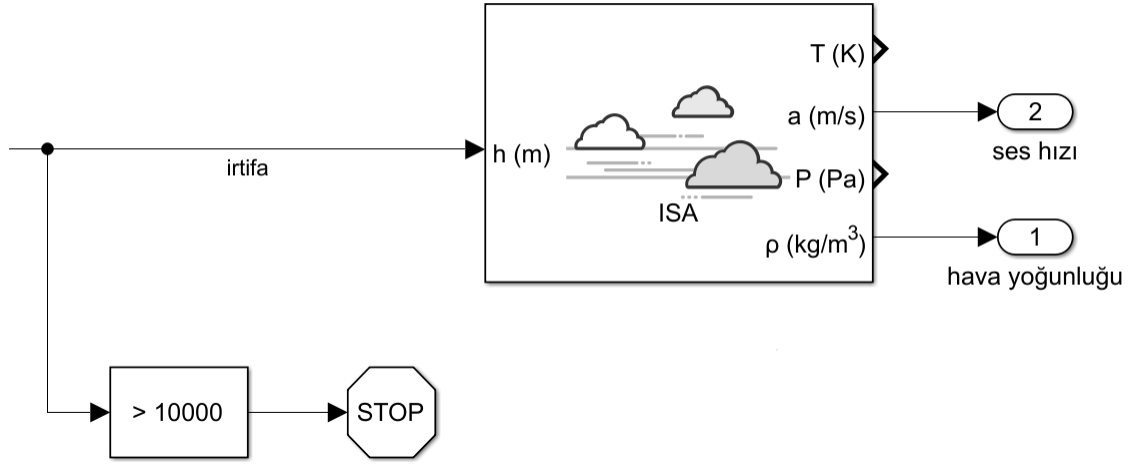 T (K)
a (m/s)
2
ses hızı
irtifa
h (m)
P (Pa)
ISA
ρ (kg/m³)
1
hava yoğunluğu
> 10000
STOP